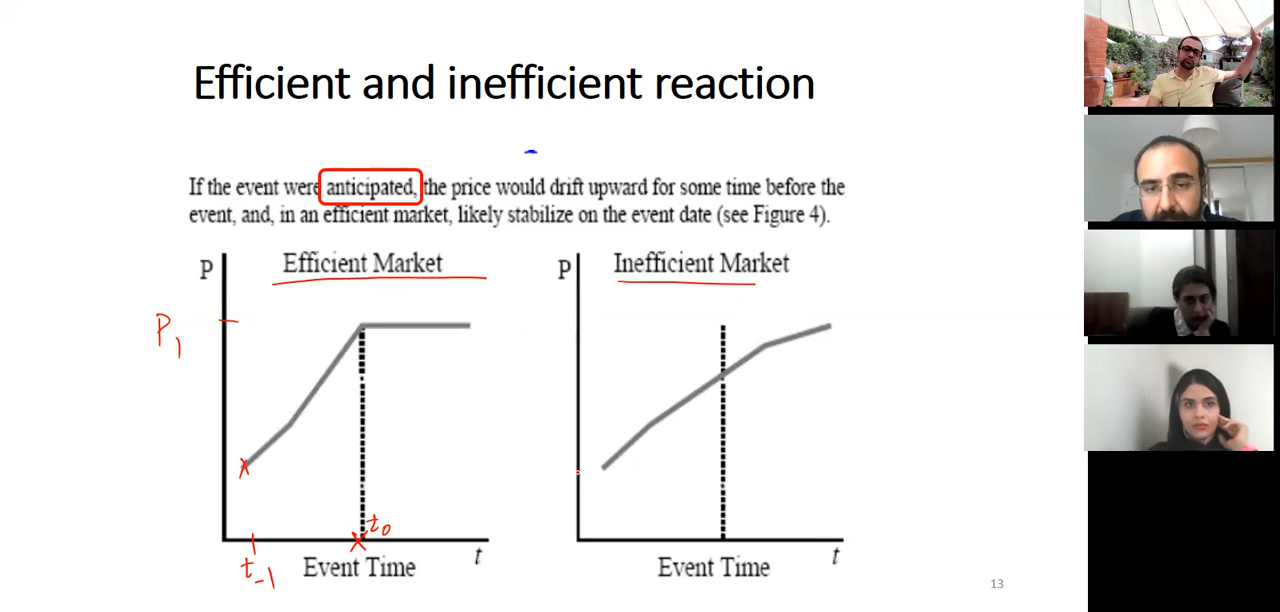 Efficient and inefficient reaction
If the event were anticipated, the price would drift upward for some time before the
event, and, in an efficient market, likely stabilize on the event date (see Figure 4).
P
Efficient Market
P₁
t₋₁
t₀
Event Time
t
P
Inefficient Market
Event Time
t
13